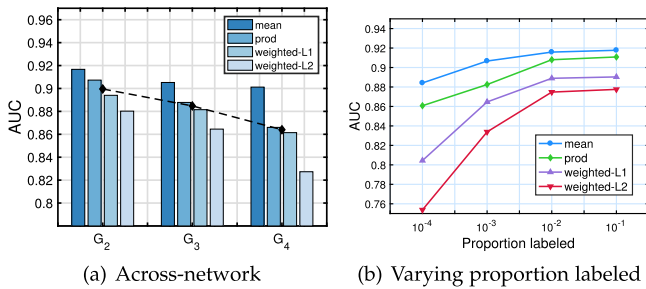 0.96
0.94
0.92
0.9
0.88
0.86
0.84
0.82
0.8
AUC
mean
prod
weighted-L1
weighted-L2
G2
G3
G4
(a) Across-network
0.94
0.92
0.9
0.88
0.86
0.84
0.82
0.8
0.78
0.76
AUC
mean
prod
weighted-L1
weighted-L2
10^-4
10^-3
10^-2
10^-1
Proportion labeled
(b) Varying proportion labeled